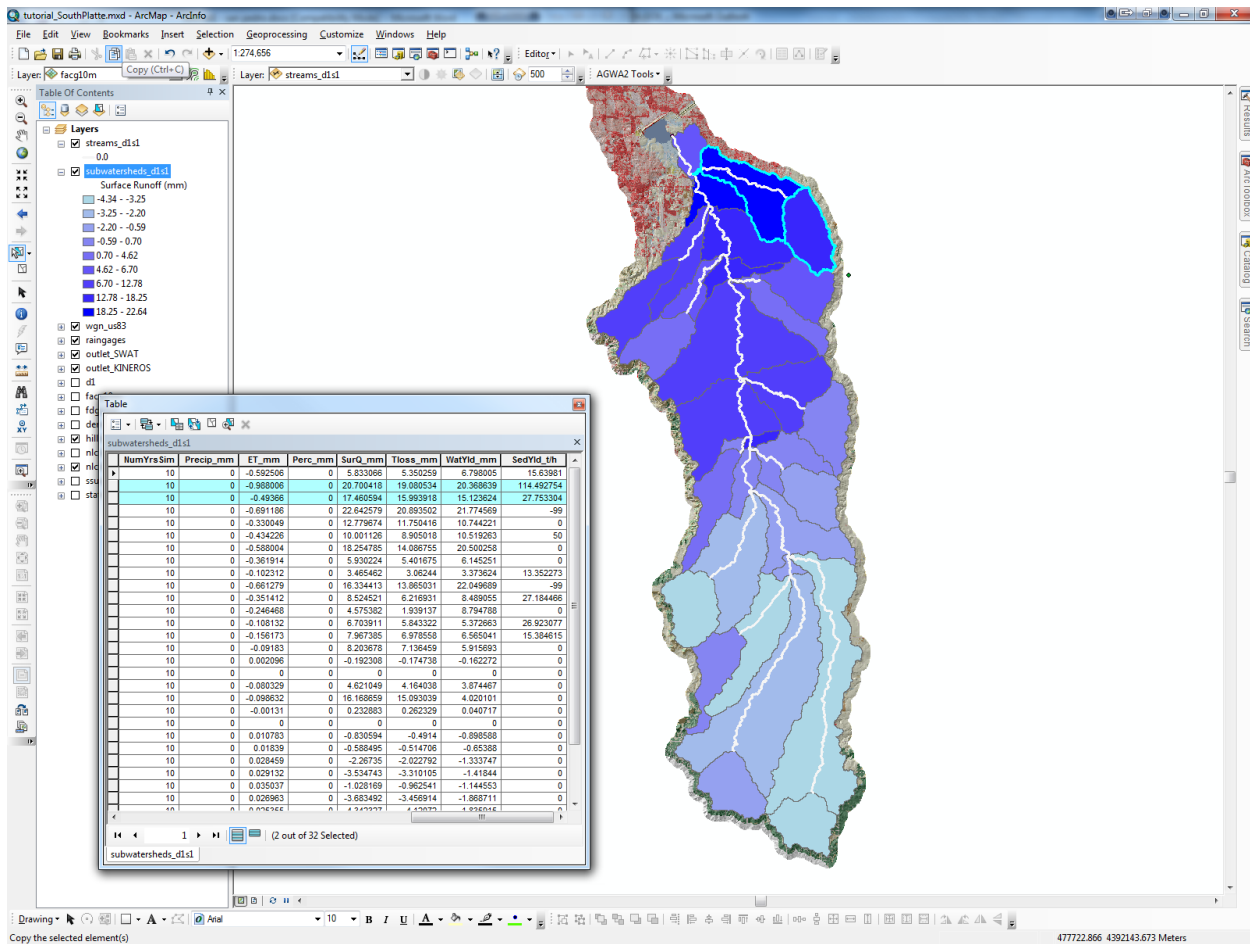 tutorial_SouthPlatte.mxd - ArcMap - ArcInfo
File Edit View Bookmarks Insert Selection Geoprocessing Customize Windows Help
1:274,656 Editor
Layer: facg10m Layer: streams_d1s1 500 AGWA2 Tools
Copy (Ctrl+C)
Table Of Contents
Layers
streams_d1s1
0.0
subwatersheds_d1s1
Surface Runoff (mm)
-4.34 - -3.25
-3.25 - -2.20
-2.20 - -0.59
-0.59 - 0.70
0.70 - 4.62
4.62 - 6.70
6.70 - 12.78
12.78 - 18.25
18.25 - 22.64
wgn_us83
raingages
outlet_SWAT
outlet_KINEROS
d1
Results
ArcToolbox
Catalog
Search
Table
subwatersheds_d1s1
NumYrsSim Precip_mm ET_mm Perc_mm SurQ_mm Tloss_mm WatYld_mm SedYld_t/h
10 0 -0.592506 0 5.833066 5.350259 6.798005 15.63981
10 0 -0.988006 0 20.700418 19.080534 20.368639 114.492754
10 0 -0.49366 0 17.460594 15.993918 15.123624 27.753304
10 0 -0.691186 0 22.642579 20.893502 21.774569 -99
10 0 -0.330049 0 12.779674 11.750416 10.744221 0
10 0 -0.434226 0 10.001126 8.905018 10.519263 50
10 0 -0.588004 0 18.254785 14.086755 20.500258 0
10 0 -0.361914 0 5.930224 5.401675 6.145251 0
10 0 -0.102312 0 3.465462 3.06244 3.373624 13.352273
10 0 -0.661279 0 16.334413 13.865031 22.049689 -99
10 0 -0.351412 0 8.524521 6.216931 8.489055 27.184466
10 0 -0.246468 0 4.575382 1.939137 8.794788 0
10 0 -0.108132 0 6.703911 5.843322 5.372663 26.923077
10 0 -0.156173 0 7.967385 6.978558 6.565041 15.384615
10 0 -0.09183 0 8.203678 7.136459 5.915693 0
10 0 0.002096 0 -0.192308 -0.174738 -0.162272 0
10 0 0 0 0 0 0 0
10 0 -0.080329 0 4.621049 4.164038 3.874467 0
10 0 -0.098632 0 16.168659 15.093039 4.020101 0
10 0 -0.00131 0 0.232883 0.262329 0.040717 0
10 0 0 0 0 0 0 0
10 0 0.010783 0 -0.830594 -0.4914 -0.898588 0
10 0 0.01839 0 -0.588495 -0.514706 -0.65388 0
10 0 0.028459 0 -2.26735 -2.022792 -1.333747 0
10 0 0.029132 0 -3.534743 -3.310105 -1.41844 0
10 0 0.035037 0 -1.028169 -0.962541 -1.144553 0
10 0 0.026963 0 -3.683492 -3.456914 -1.868711 0
1 (2 out of 32 Selected)
subwatersheds_d1s1
Drawing A Arial 10 B I U A
Copy the selected element(s) 477722.866 4392143.673 Meters